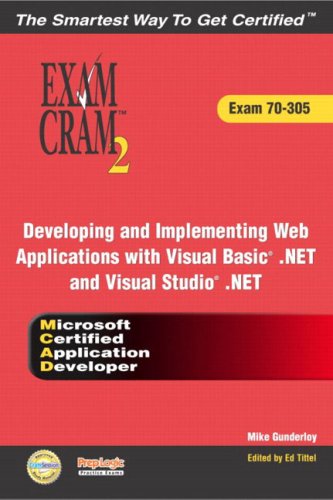 The Smartest Way To Get Certified™
EXAM
CRAM™
2
Exam 70-305
Developing and Implementing Web
Applications with Visual Basic® .NET
and Visual Studio® .NET
Microsoft
Certified
Application
Developer
Mike Gunderloy
CramSession
PrepLogic
Practice Exams
Edited by Ed Tittel